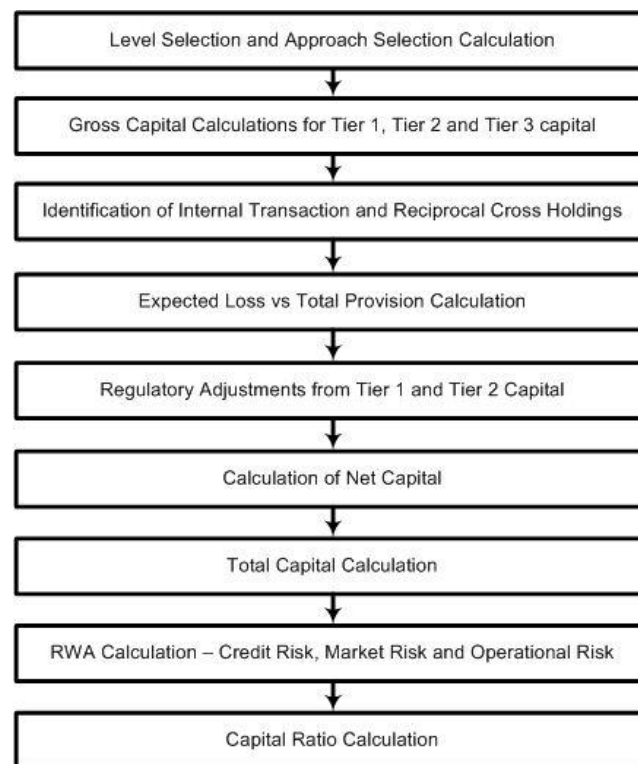 Level Selection and Approach Selection Calculation
Gross Capital Calculations for Tier 1, Tier 2 and Tier 3 capital
Identification of Internal Transaction and Reciprocal Cross Holdings
Expected Loss vs Total Provision Calculation
Regulatory Adjustments from Tier 1 and Tier 2 Capital
Calculation of Net Capital
Total Capital Calculation
RWA Calculation – Credit Risk, Market Risk and Operational Risk
Capital Ratio Calculation